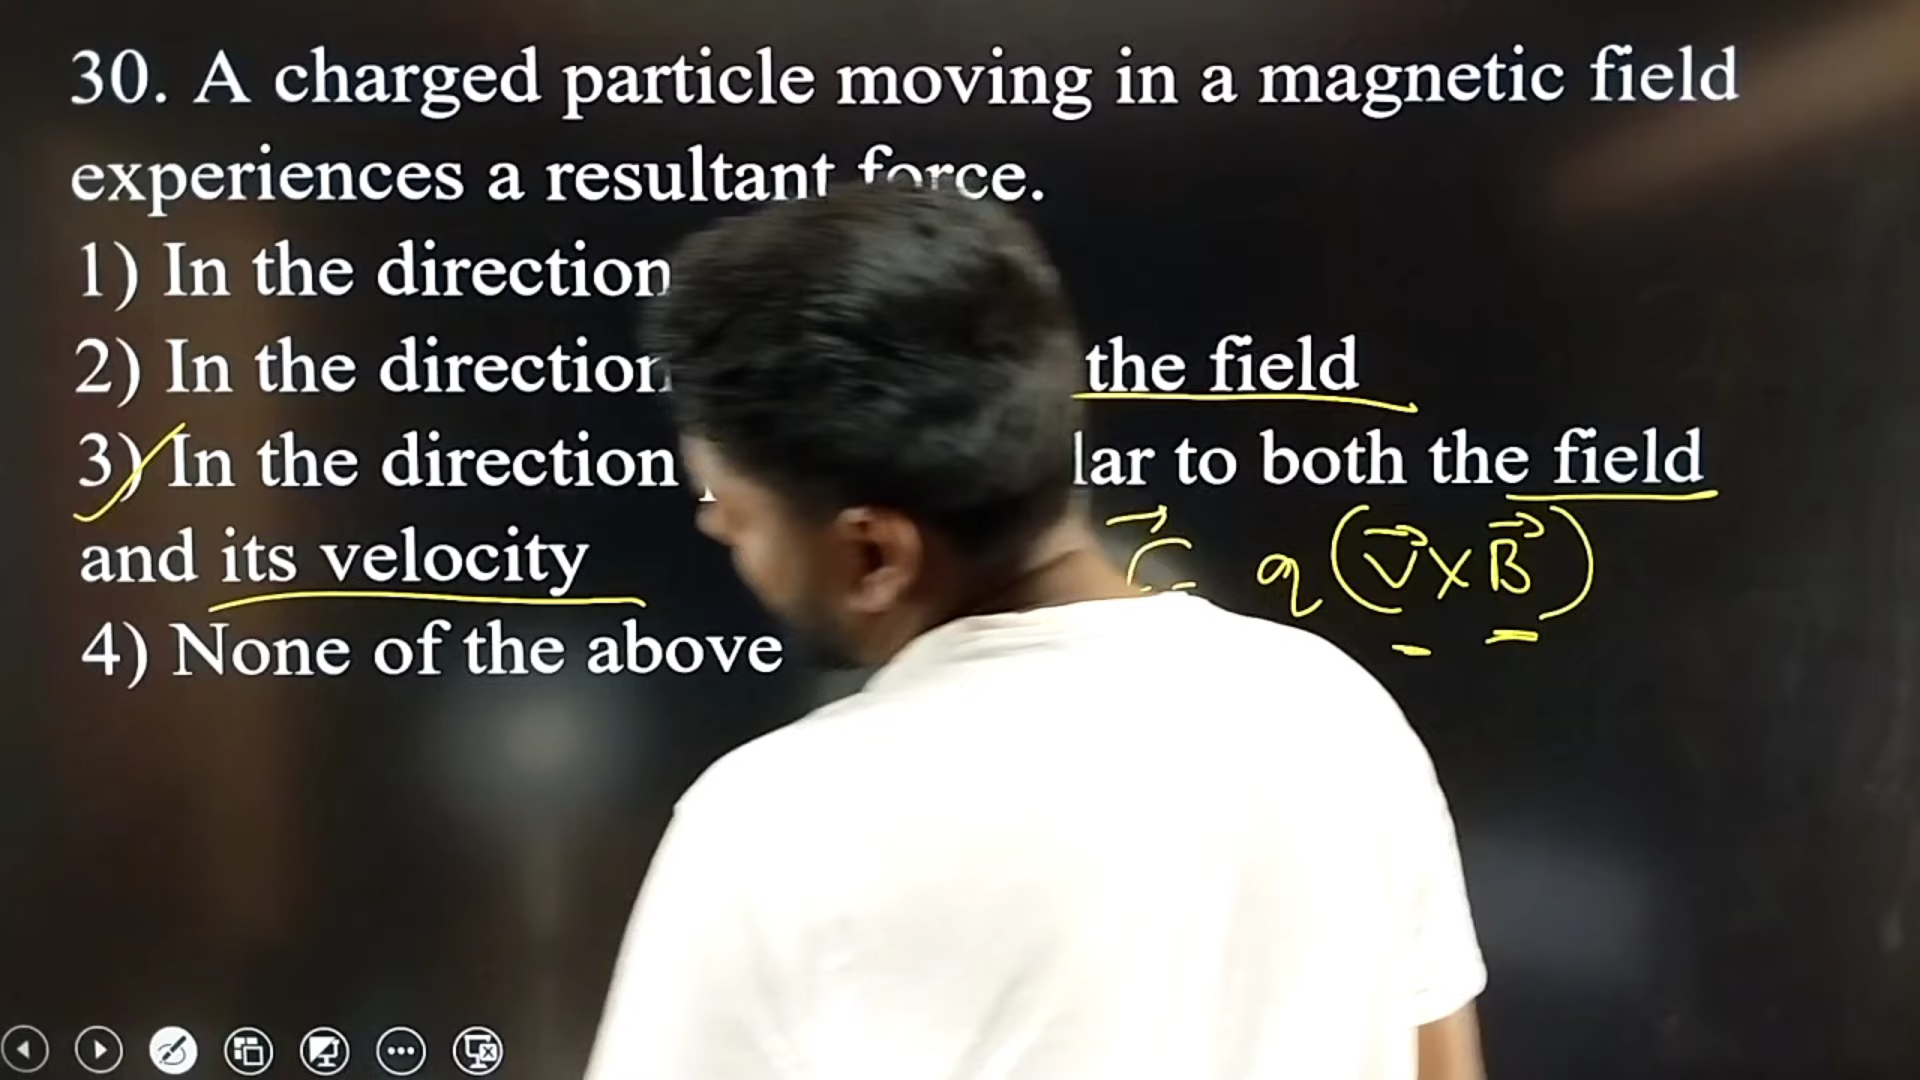 30. A charged particle moving in a magnetic field
experiences a resultant force.
1) In the direction
2) In the direction the field
3) In the direction to both the field
and its velocity
q(V×B)
4) None of the above